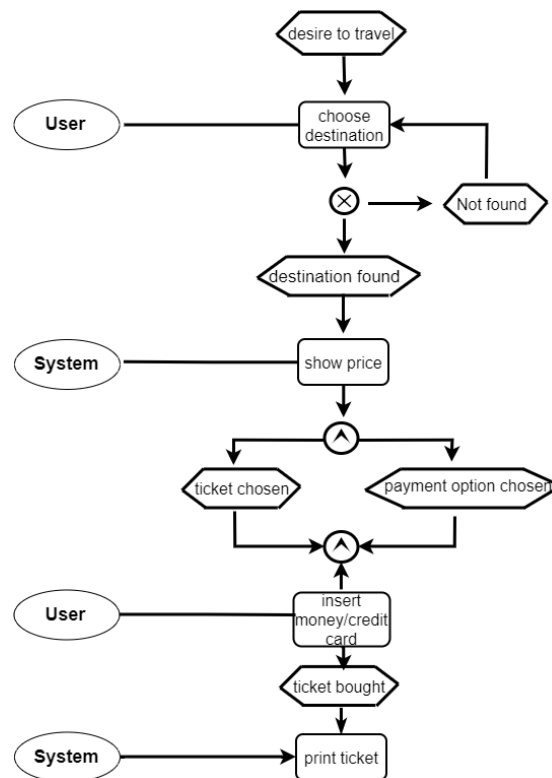 desire to travel
User
choose
destination
Not found
destination found
System
show price
ticket chosen
payment option chosen
User
insert
money/credit
card
ticket bought
System
print ticket